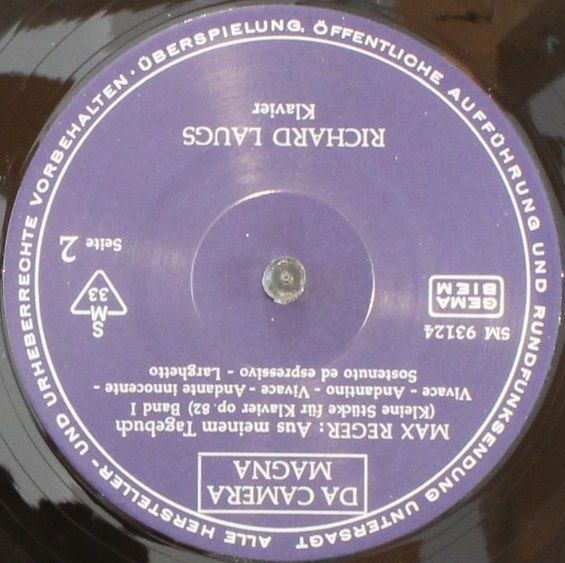 ALLE HERSTELLER- UND URHEBERRECHTE VORBEHALTEN · ÜBERSPIELUNG, ÖFFENTLICHE AUFFÜHRUNG UND RUNDFUNKSENDUNG UNTERSAGT
DA CAMERA
MAGNA
MAX REGER: Aus meinem Tagebuch
(Kleine Stücke für Klavier op. 82) Band I
Vivace - Andantino - Vivace - Andante innocente -
Sostenuto ed espressivo - Larghetto
SM 93124
GEMA
BIEM
S
M
33
Seite 2
RICHARD LAUGS
Klavier